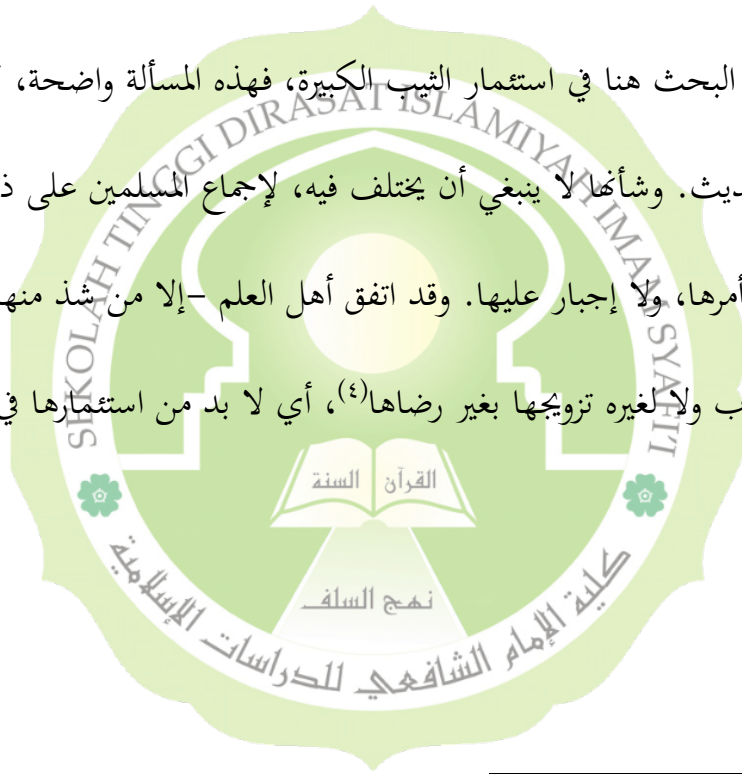 البحث هنا في استئمار الثيب الكبيرة، فهذه المسألة واضحة،
ديث. وشأنها لا ينبغي أن يختلف فيه، لإجماع المسلمين على ذ
أمرها، ولا إجبار عليها. وقد اتفق أهل العلم –إلا من شذ منه
ب ولا لغيره تزويجها بغير رضاها(٤)، أي لا بد من استئمارها في
SEKOLAH TINGGI DIRASAT ISLAMIYAH IMAM SYAFI'I
القرآن السنة
نهج السلف
كلية الإمام الشافعي للدراسات الإسلامية